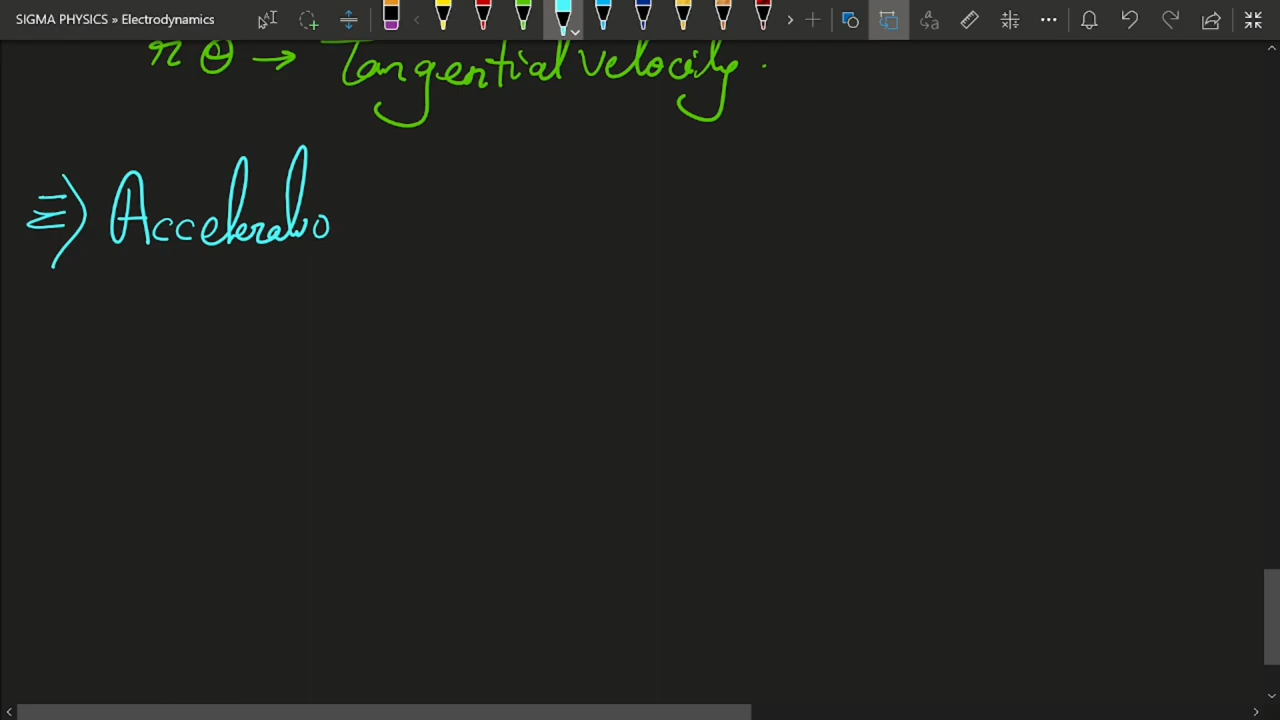 SIGMA PHYSICS » Electrodynamics
rθ → Tangential velocity.
⇒ Acceleratio